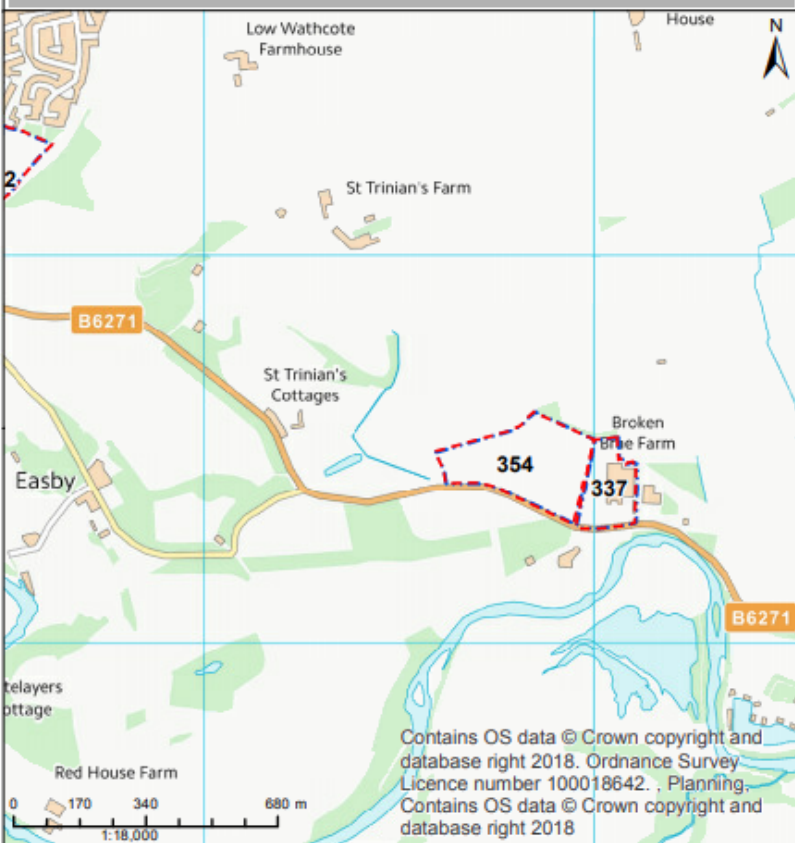 Low Wathcote
Farmhouse
House
N
2
St Trinian's Farm
B6271
St Trinian's
Cottages
Broken
Brae Farm
354
337
Easby
B6271
telayers
ottage
Contains OS data © Crown copyright and
database right 2018. Ordnance Survey
Licence number 100018642. , Planning,
Contains OS data © Crown copyright and
database right 2018
Red House Farm
0 170 340 680 m
1:18,000